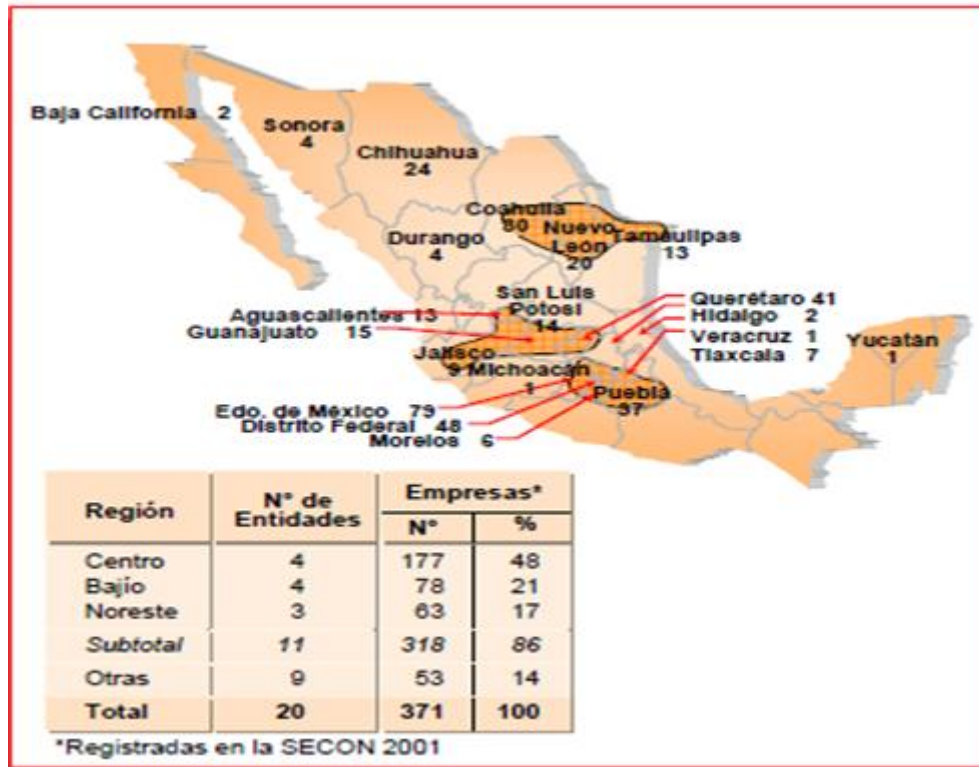 Baja California 2
Sonora
4
Chihuahua
24
Coahuila
30
Nuevo
León
20
Tamaulipas
13
Durango
4
San Luis
Potosí
14
Aguascalientes 13
Guanajuato 15
Jalisco
9
Michoacán
1
Querétaro 41
Hidalgo 2
Veracruz 1
Tlaxcala 7
Yucatán
1
Puebla
37
Edo. de México 79
Distrito Federal 48
Morelos 6
Región N° de Entidades Empresas*
N° %
Centro 4 177 48
Bajío 4 78 21
Noreste 3 63 17
Subtotal 11 318 86
Otras 9 53 14
Total 20 371 100
*Registradas en la SECON 2001